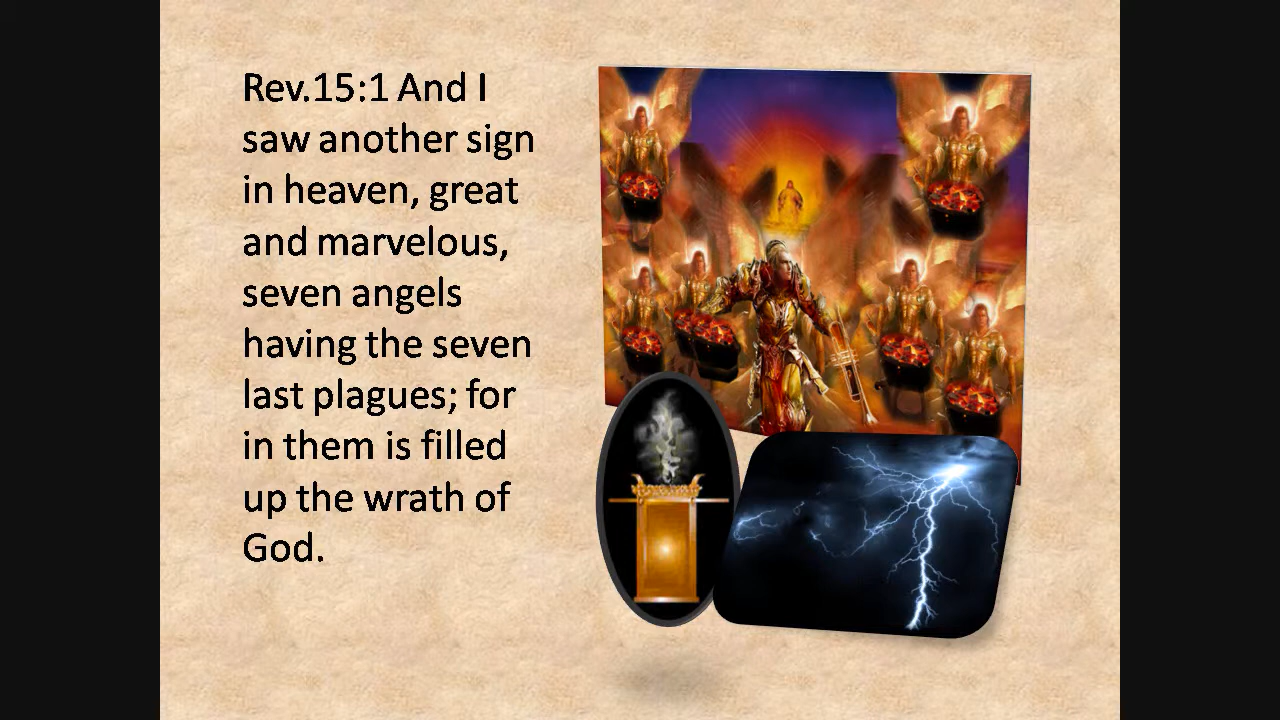 Rev.15:1 And I
saw another sign
in heaven, great
and marvelous,
seven angels
having the seven
last plagues; for
in them is filled
up the wrath of
God.